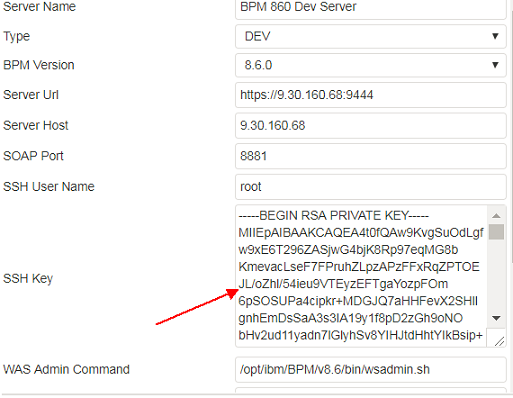 Server Name
BPM 860 Dev Server
Type
DEV
BPM Version
8.6.0
Server Url
https://9.30.160.68:9444
Server Host
9.30.160.68
SOAP Port
8881
SSH User Name
root
SSH Key
-----BEGIN RSA PRIVATE KEY-----
MIIEpAIBAAKCAQEA4t0fQAw9KvgSuOdLgf
w9xE6T296ZASjwG4bjK8Rp97eqMG8b
KmevacLseF7FPruhZLpzAPzFFxRqZPTOE
JL/oZhI/54ieu9VTEyzEFTgaYozpFOm
6pSOSUPa4cipkr+MDGJQ7aHHFevX2SHII
gnhEmDsSaA3s3IA19y1f8pD2zGh9oNO
bHv2ud11yadn7IGlyhSv8YIHJtdHhtYIkBsip+
WAS Admin Command
/opt/ibm/BPM/v8.6/bin/wsadmin.sh